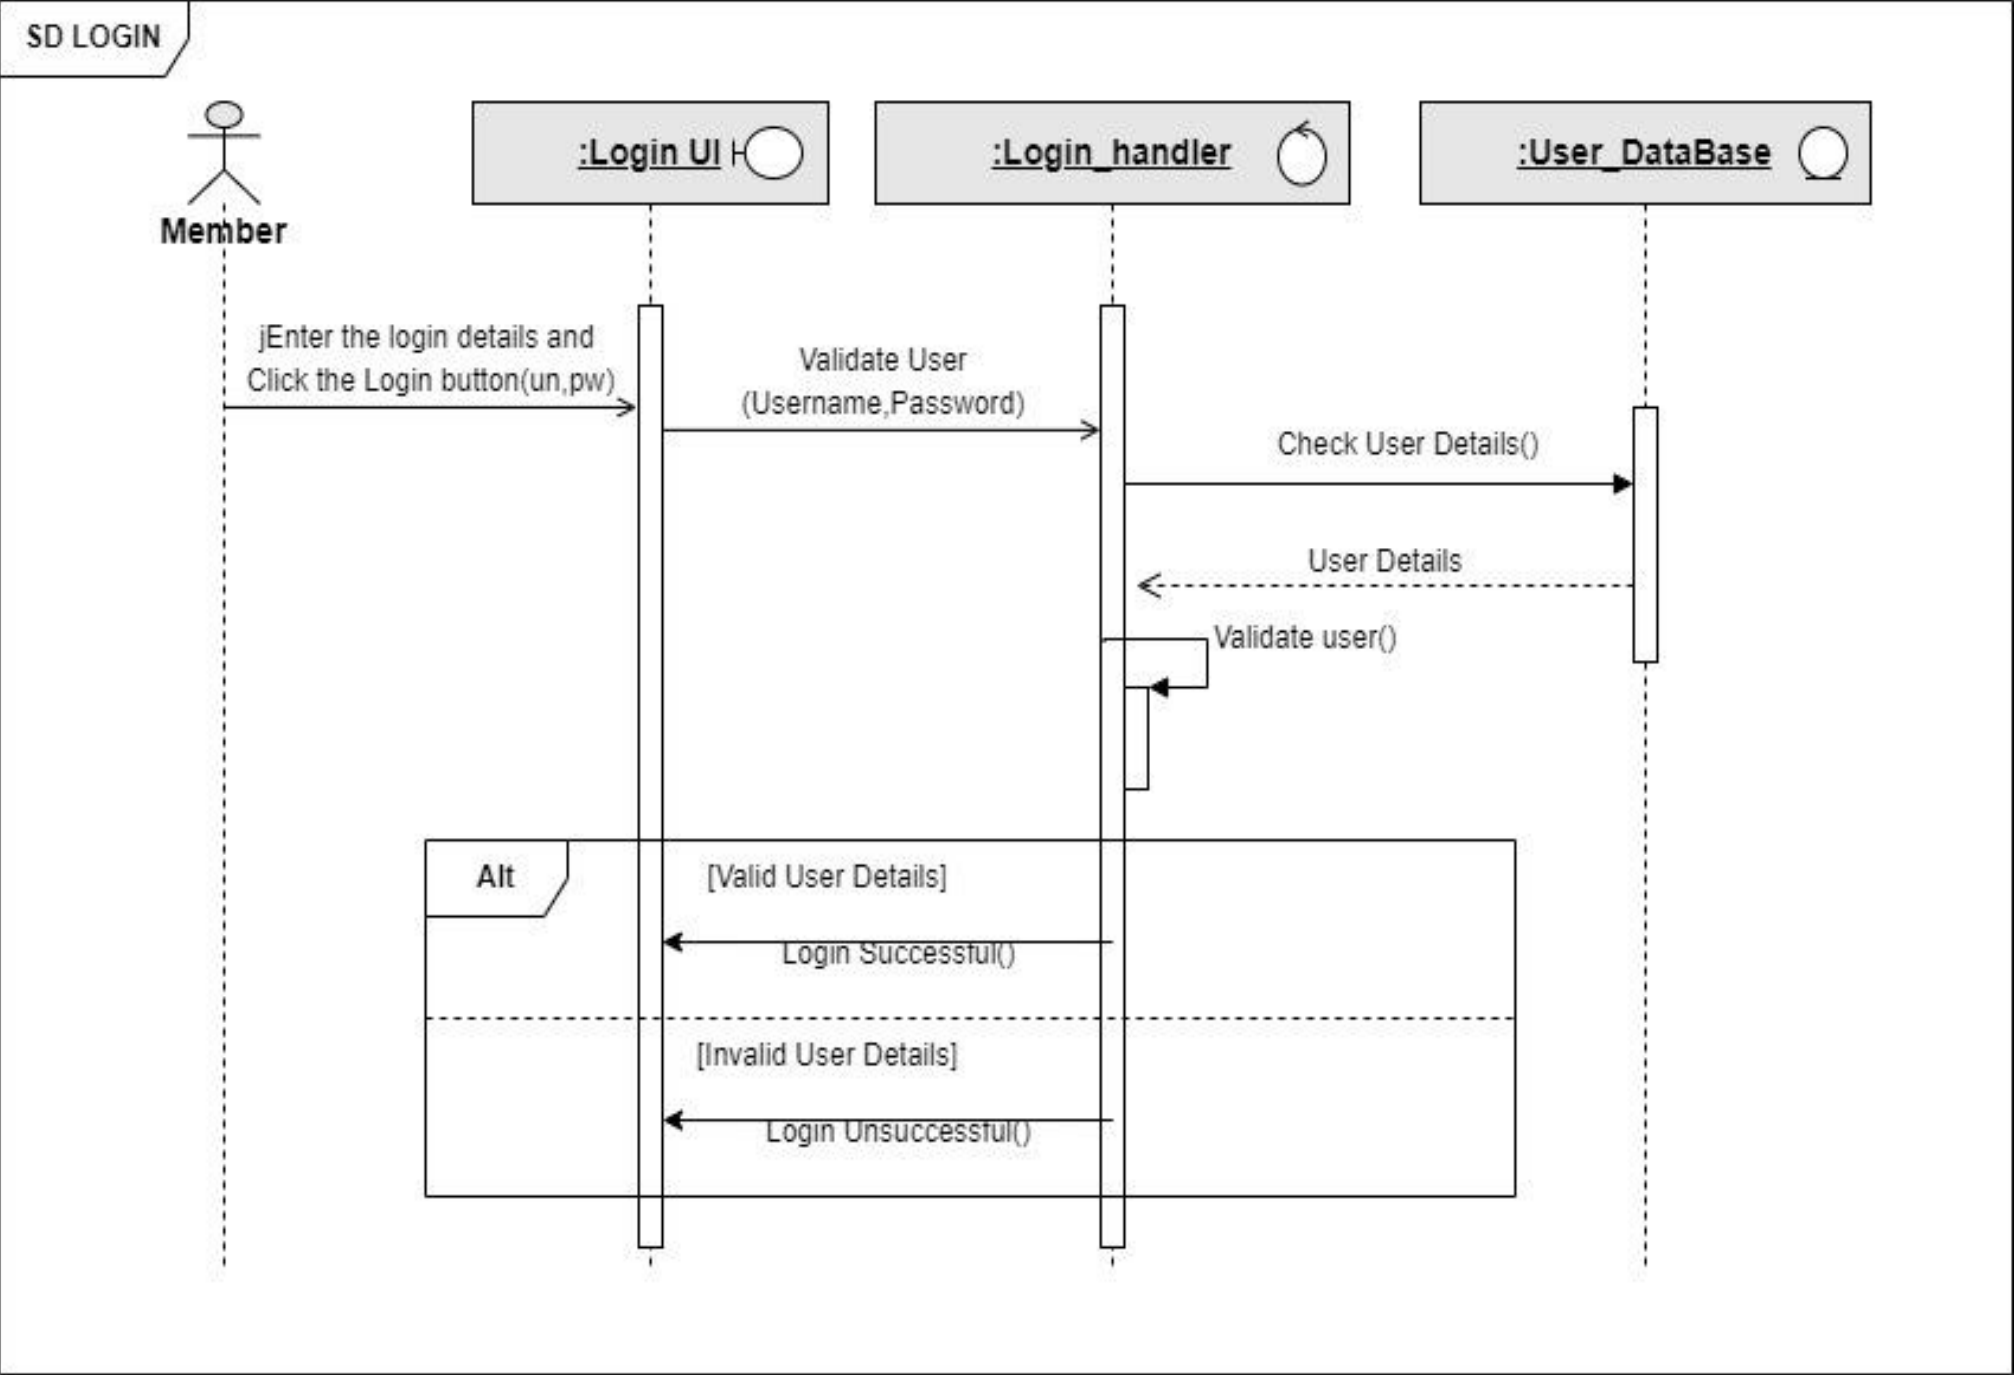 SD LOGIN
:Login UI
:Login_handler
:User_DataBase
Member
jEnter the login details and
Click the Login button(un,pw)
Validate User
(Username,Password)
Check User Details()
User Details
Validate user()
Alt
[Valid User Details]
Login Successful()
[Invalid User Details]
Login Unsuccessful()